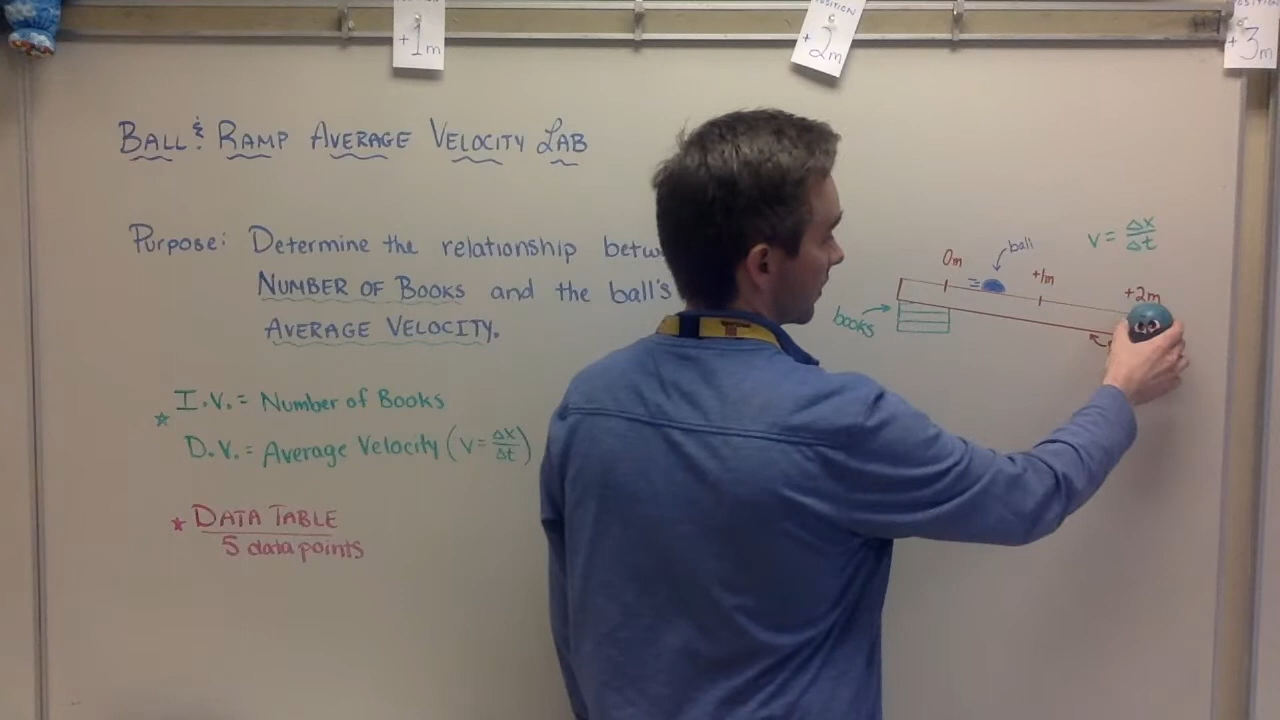 +1m
POSITION
+2m
+3m
BALL & RAMP AVERAGE VELOCITY LAB
Purpose: Determine the relationship
NUMBER OF BOOKS and the ball's
AVERAGE VELOCITY.
I.V. = Number of Books
D.V. = Average Velocity (V = Δx/Δt)
DATA TABLE
5 data points
v = Δx/Δt
ball
0m
+1m
+2m
books